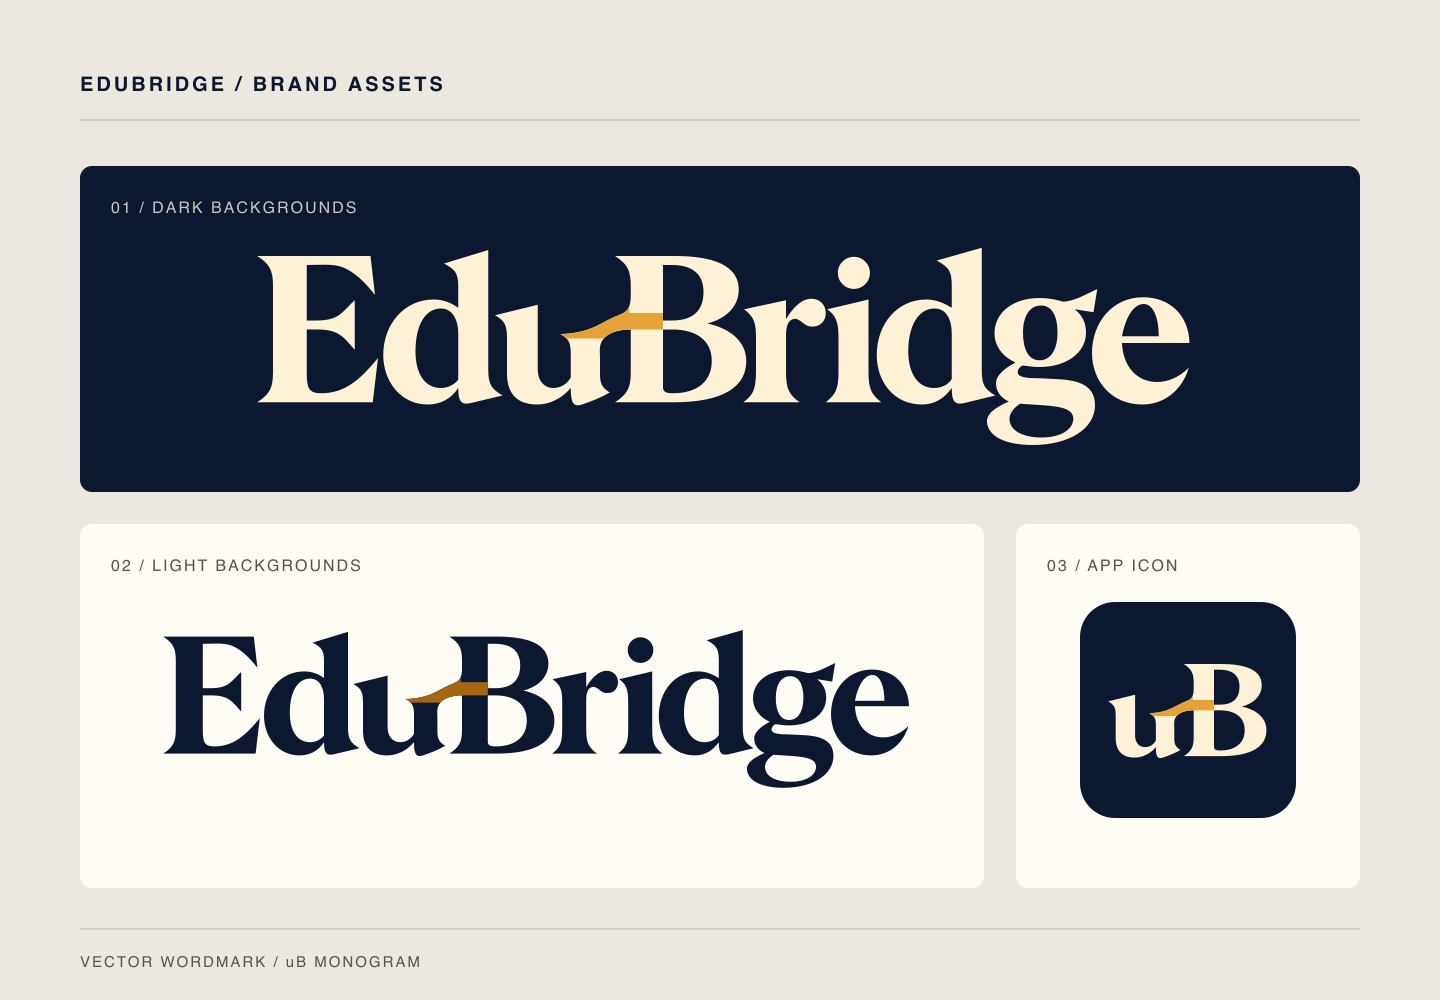 EDUBRIDGE / BRAND ASSETS
01 / DARK BACKGROUNDS
EduBridge
02 / LIGHT BACKGROUNDS
EduBridge
03 / APP ICON
uB
VECTOR WORDMARK / uB MONOGRAM